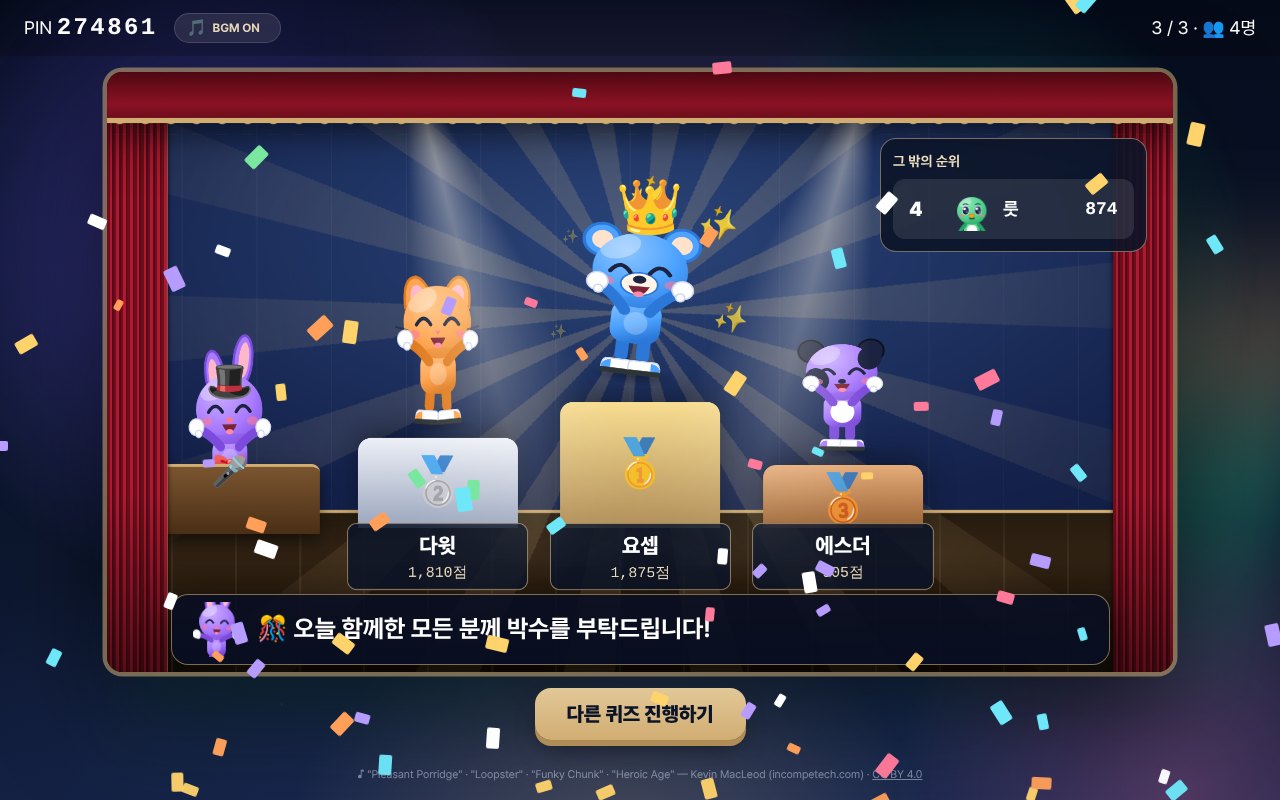 PIN 274861
BGM ON
3 / 3 · 👥 4명
그 밖의 순위
4 룻 874
1
2
3
다윗
1,810점
요셉
1,875점
에스더
오늘 함께한 모든 분께 박수를 부탁드립니다!
다른 퀴즈 진행하기
"Pleasant Porridge" · "Loopster" · "Funky Chunk" · "Heroic Age" — Kevin MacLeod (incompetech.com) · CC BY 4.0